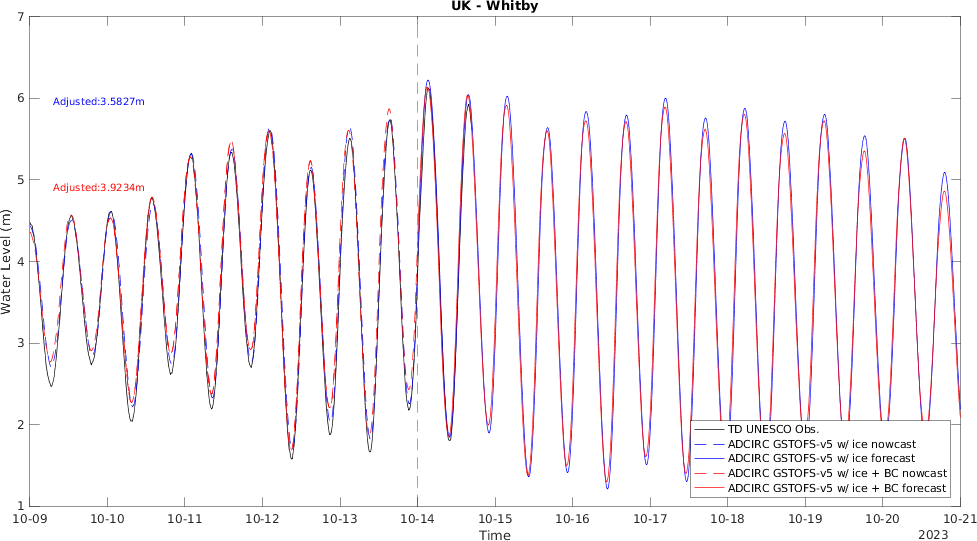 UK - Whitby
7
6
5
4
3
2
1
Water Level (m)
Adjusted:3.5827m
Adjusted:3.9234m
TD UNESCO Obs.
ADCIRC GSTOFS-v5 w/ ice nowcast
ADCIRC GSTOFS-v5 w/ ice forecast
ADCIRC GSTOFS-v5 w/ ice + BC nowcast
ADCIRC GSTOFS-v5 w/ ice + BC forecast
10-09 10-10 10-11 10-12 10-13 10-14 10-15 10-16 10-17 10-18 10-19 10-20 10-21
Time
2023